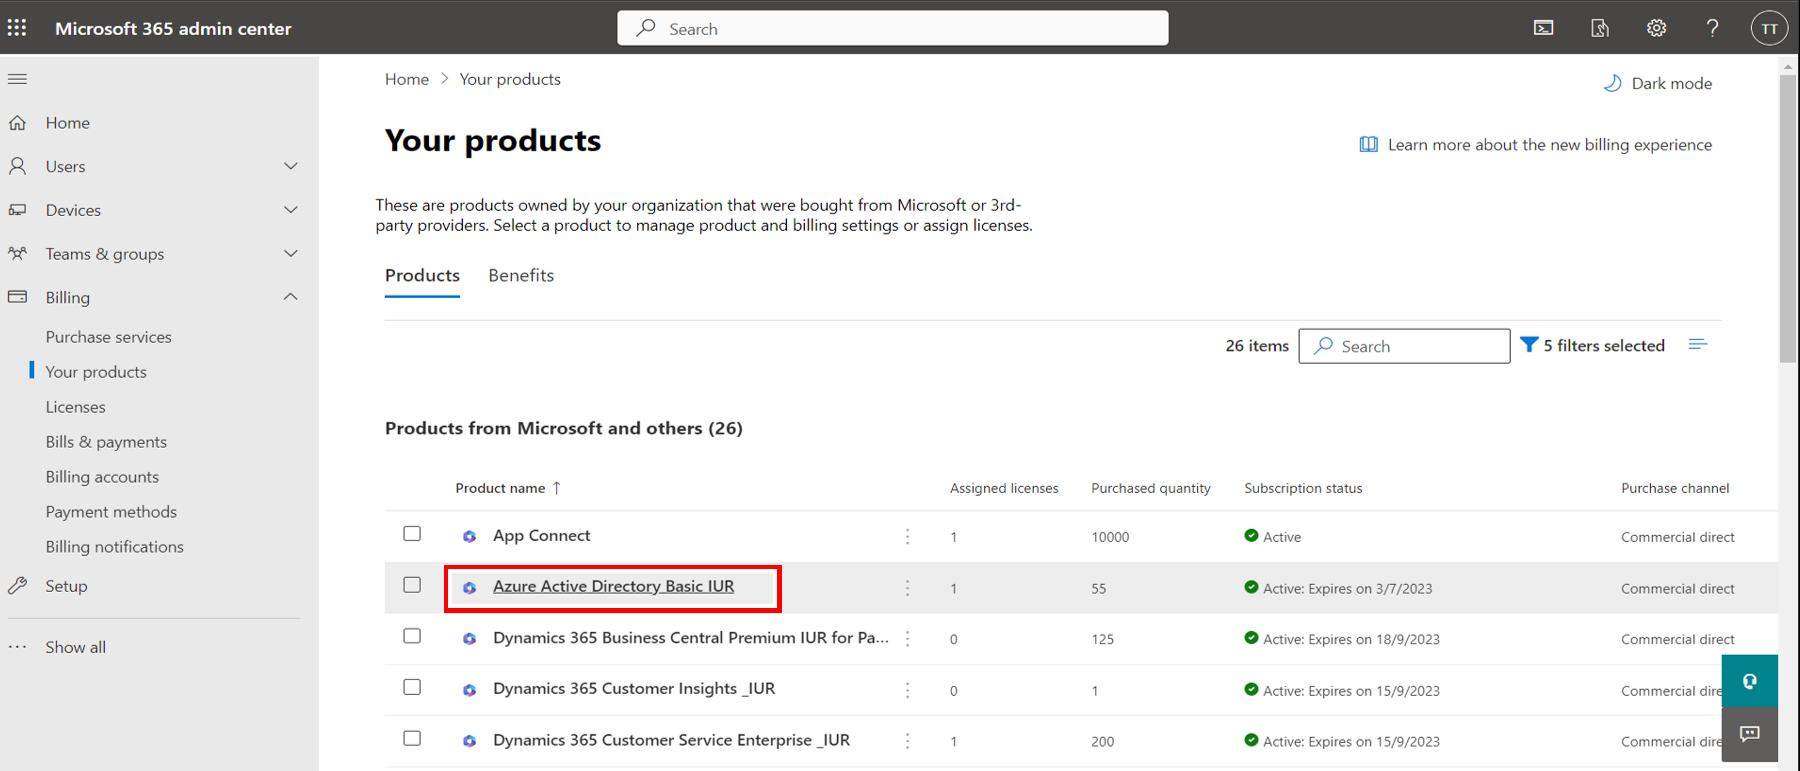 Microsoft 365 admin center
Search
TT
Home
Users
Devices
Teams & groups
Billing
Purchase services
Your products
Licenses
Bills & payments
Billing accounts
Payment methods
Billing notifications
Setup
Show all
Home > Your products
Dark mode
Your products
Learn more about the new billing experience
These are products owned by your organization that were bought from Microsoft or 3rd-
party providers. Select a product to manage product and billing settings or assign licenses.
Products Benefits
26 items Search 5 filters selected
Products from Microsoft and others (26)
Product name ↑ Assigned licenses Purchased quantity Subscription status Purchase channel
App Connect 1 10000 Active Commercial direct
Azure Active Directory Basic IUR 1 55 Active: Expires on 3/7/2023 Commercial direct
Dynamics 365 Business Central Premium IUR for Pa... 0 125 Active: Expires on 18/9/2023 Commercial direct
Dynamics 365 Customer Insights _IUR 0 1 Active: Expires on 15/9/2023 Commercial dire
Dynamics 365 Customer Service Enterprise _IUR 1 200 Active: Expires on 15/9/2023 Commercial dire